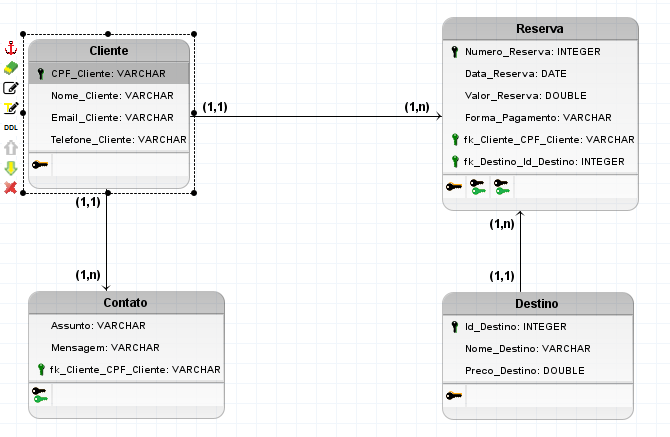 Cliente
CPF_Cliente: VARCHAR
Nome_Cliente: VARCHAR
Email_Cliente: VARCHAR
Telefone_Cliente: VARCHAR
DDL
(1,1)
(1,n)
Reserva
Numero_Reserva: INTEGER
Data_Reserva: DATE
Valor_Reserva: DOUBLE
Forma_Pagamento: VARCHAR
fk_Cliente_CPF_Cliente: VARCHAR
fk_Destino_Id_Destino: INTEGER
(1,1)
(1,n)
Contato
Assunto: VARCHAR
Mensagem: VARCHAR
fk_Cliente_CPF_Cliente: VARCHAR
(1,n)
(1,1)
Destino
Id_Destino: INTEGER
Nome_Destino: VARCHAR
Preco_Destino: DOUBLE